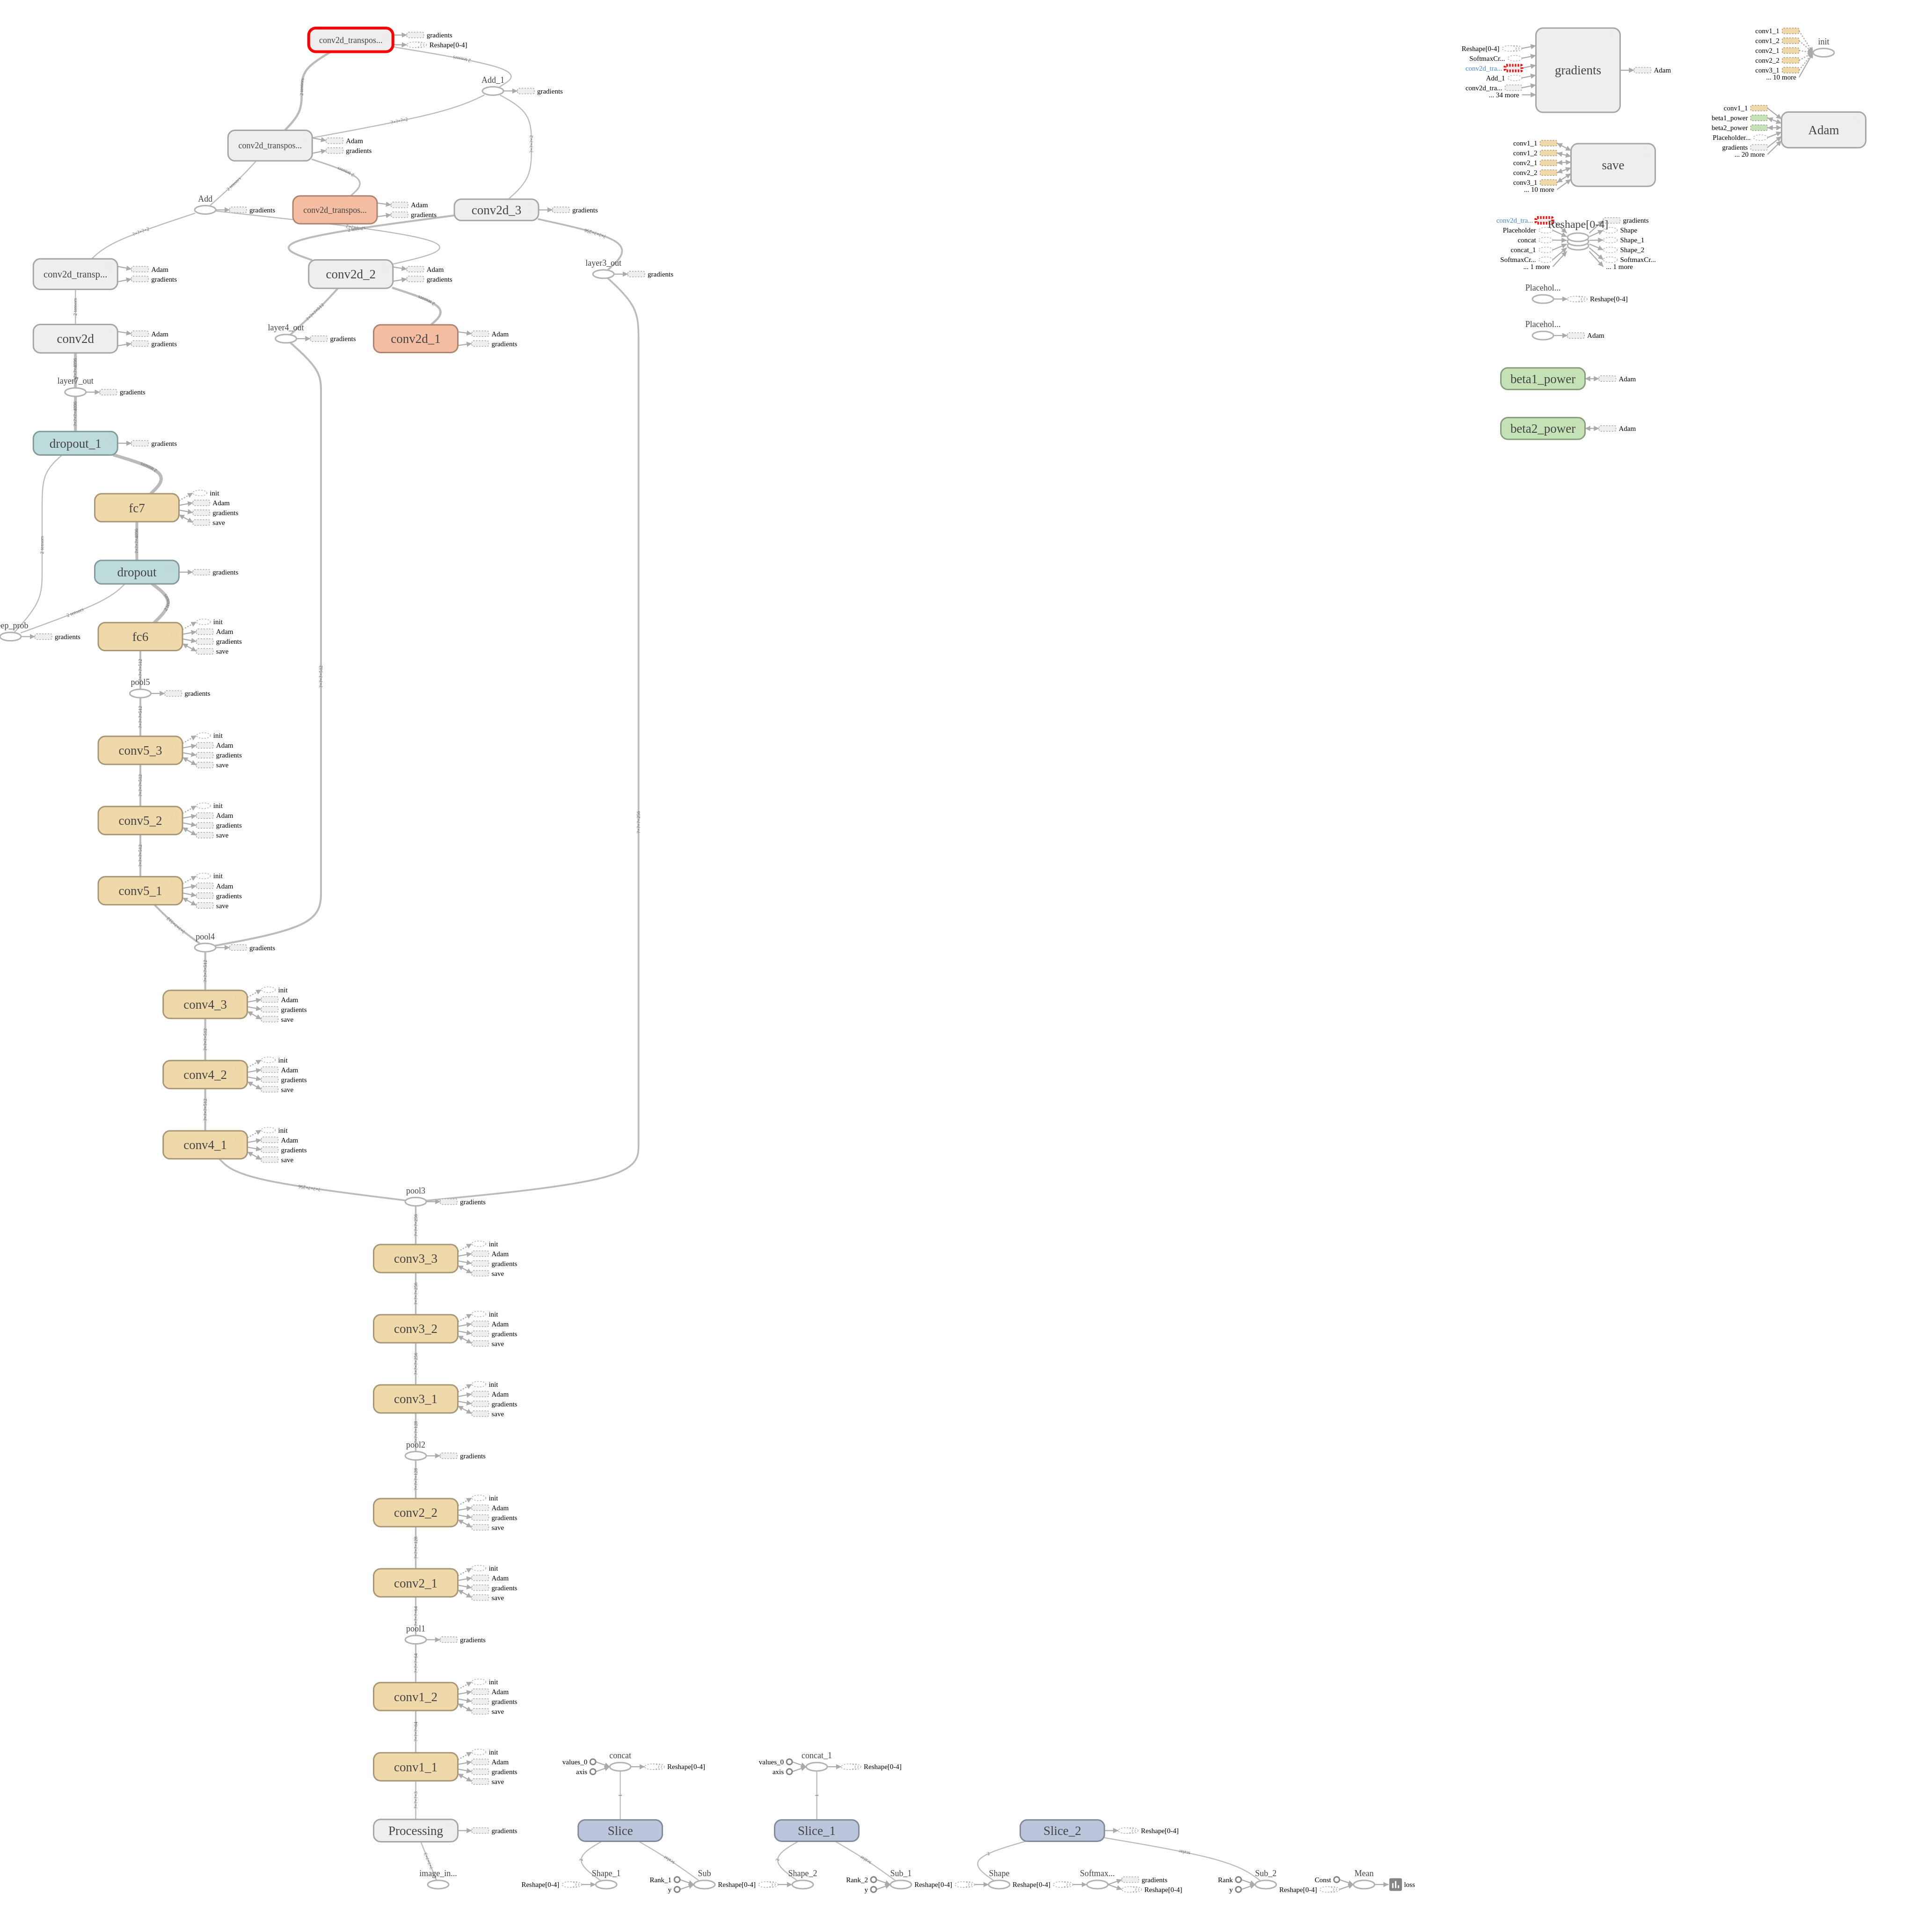 conv2d_transpos...
gradients
Reshape[0-4]
Add_1
gradients
conv2d_transpos...
Adam
gradients
Add
gradients
conv2d_transpos...
Adam
gradients
conv2d_3
gradients
conv2d_transp...
Adam
gradients
conv2d_2
Adam
gradients
layer3_out
gradients
conv2d
Adam
gradients
layer4_out
gradients
conv2d_1
Adam
gradients
layer7_out
gradients
dropout_1
gradients
fc7
init
Adam
gradients
save
dropout
gradients
eep_prob
gradients
fc6
init
Adam
gradients
save
pool5
gradients
conv5_3
init
Adam
gradients
save
conv5_2
init
Adam
gradients
save
conv5_1
init
Adam
gradients
save
pool4
gradients
conv4_3
init
Adam
gradients
save
conv4_2
init
Adam
gradients
save
conv4_1
init
Adam
gradients
save
pool3
gradients
conv3_3
init
Adam
gradients
save
conv3_2
init
Adam
gradients
save
conv3_1
init
Adam
gradients
save
pool2
gradients
conv2_2
init
Adam
gradients
save
conv2_1
init
Adam
gradients
save
pool1
gradients
conv1_2
init
Adam
gradients
save
conv1_1
init
Adam
gradients
save
Processing
gradients
image_in...
values_0
axis
concat
Reshape[0-4]
Slice
Reshape[0-4]
Shape_1
Rank_1
y
Sub
values_0
axis
concat_1
Reshape[0-4]
Slice_1
Reshape[0-4]
Shape_2
Rank_2
y
Sub_1
Slice_2
Reshape[0-4]
Reshape[0-4]
Shape
Reshape[0-4]
Softmax...
gradients
Reshape[0-4]
Rank
y
Sub_2
Const
Reshape[0-4]
Mean
loss
Reshape[0-4]
SoftmaxCr...
conv2d_tra...
Add_1
conv2d_tra...
... 34 more
gradients
Adam
conv1_1
conv1_2
conv2_1
conv2_2
conv3_1
... 10 more
init
conv1_1
beta1_power
beta2_power
Placeholder...
gradients
... 20 more
Adam
conv1_1
conv1_2
conv2_1
conv2_2
conv3_1
... 10 more
save
conv2d_tra...
Placeholder
concat
concat_1
SoftmaxCr...
... 1 more
Reshape[0-4]
gradients
Shape
Shape_1
Shape_2
SoftmaxCr...
... 1 more
Placehol...
Reshape[0-4]
Placehol...
Adam
beta1_power
Adam
beta2_power
Adam